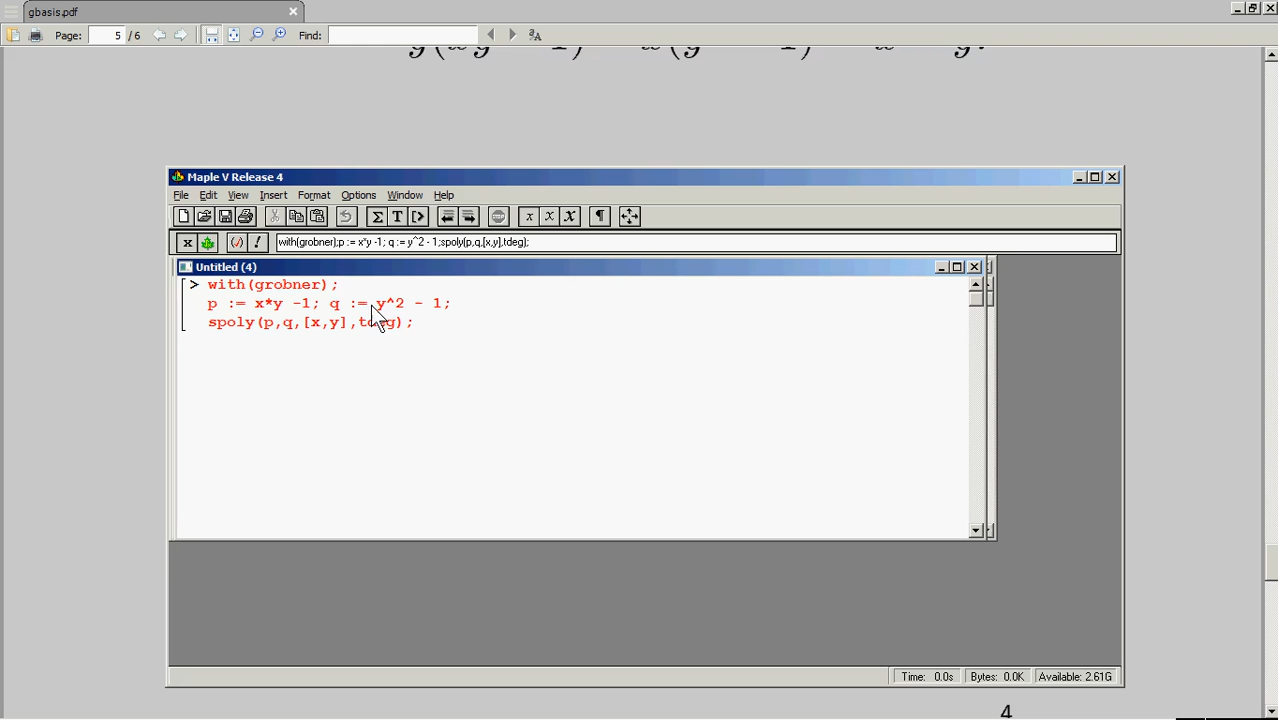 gbasis.pdf
Page: 5 / 6 Find:
Maple V Release 4
File Edit View Insert Format Options Window Help
with(grobner);p := x*y -1; q := y^2 - 1;spoly(p,q,[x,y],tdeg);
Untitled (4)
> with(grobner);
p := x*y -1; q := y^2 - 1;
spoly(p,q,[x,y],tdeg);
Time: 0.0s Bytes: 0.0K Available: 2.61G
4